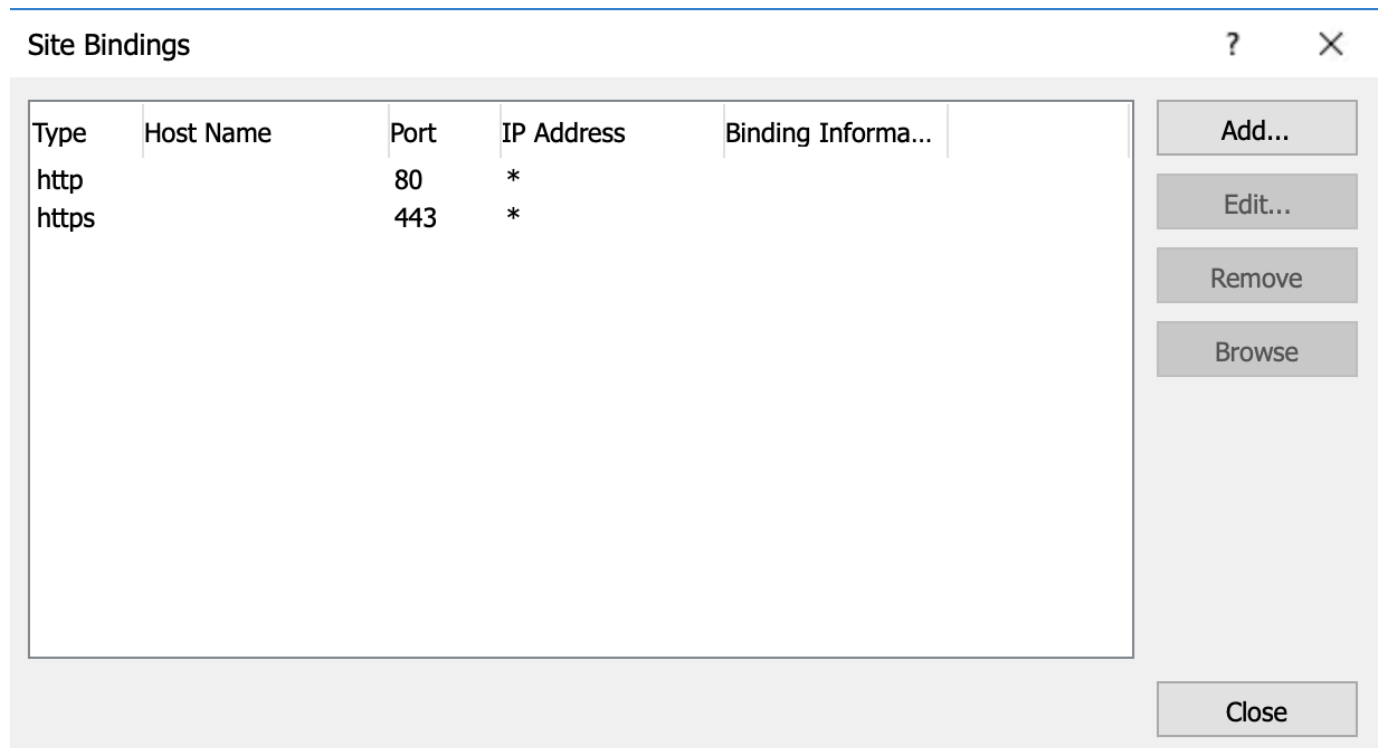 Site Bindings ?
Type Host Name Port IP Address Binding Informa...
http 80 *
https 443 *
Add...
Edit...
Remove
Browse
Close